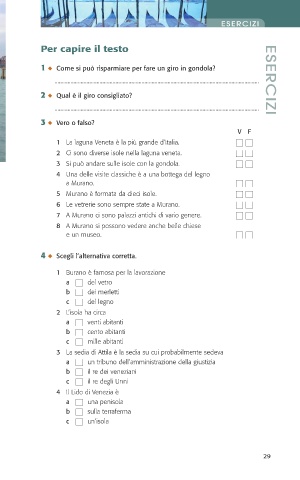 ESERCIZI
ESERCIZI
Per capire il testo
1 ◆ Come si può risparmiare per fare un giro in gondola?
2 ◆ Qual è il giro consigliato?
3 ◆ Vero o falso?
V F
1 La laguna Veneta è la più grande d'Italia.
2 Ci sono diverse isole nella laguna veneta.
3 Si può andare sulle isole con la gondola.
4 Una delle visite classiche è a una bottega del legno
a Murano.
5 Murano è formata da dieci isole.
6 Le vetrerie sono sempre state a Murano.
7 A Murano ci sono palazzi antichi di vario genere.
8 A Murano si possono vedere anche belle chiese
e un museo.
4 ◆ Scegli l'alternativa corretta.
1 Burano è famosa per la lavorazione
a del vetro
b dei merletti
c del legno
2 L'isola ha circa
a venti abitanti
b cento abitanti
c mille abitanti
3 La sedia di Attila è la sedia su cui probabilmente sedeva
a un tribuno dell'amministrazione della giustizia
b il re dei veneziani
c il re degli Unni
4 Il Lido di Venezia è
a una penisola
b sulla terraferma
c un'isola
29